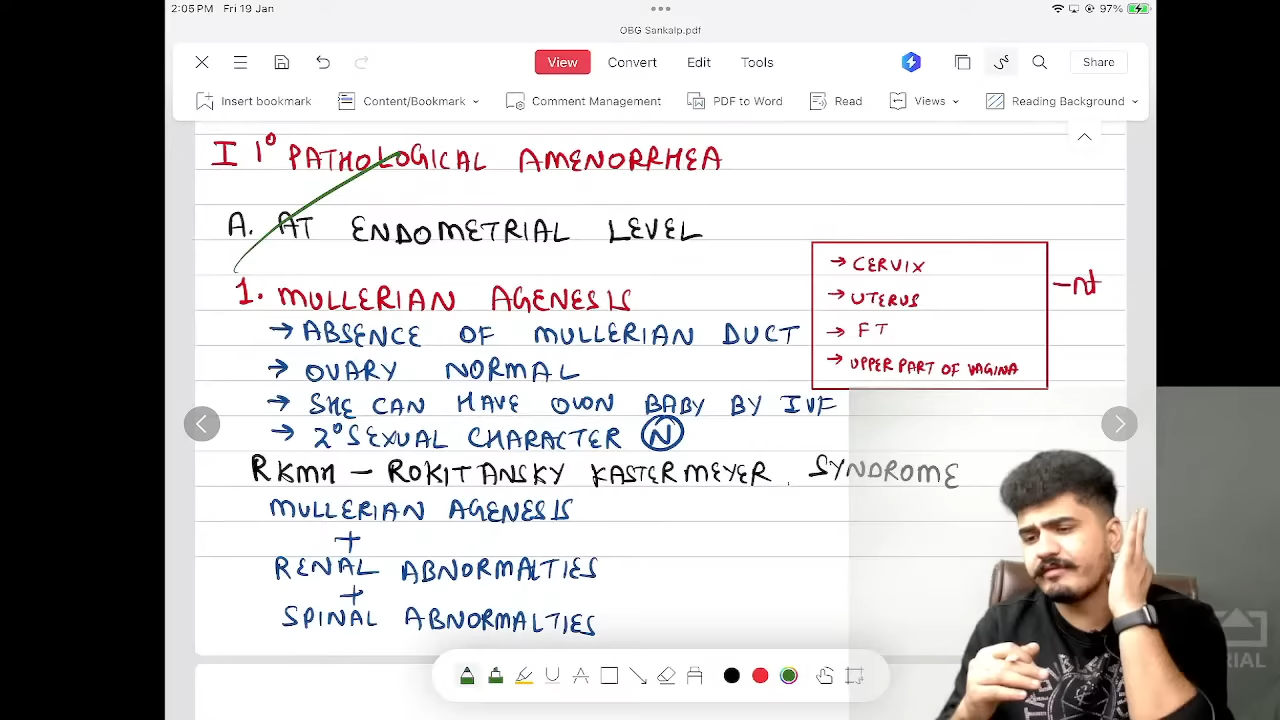 2:05 PM Fri 19 Jan
97%
OBG Sankalp.pdf
View Convert Edit Tools
Share
Insert bookmark Content/Bookmark Comment Management PDF to Word Read Views Reading Background
I 1° PATHOLOGICAL AMENORRHEA
A. AT ENDOMETRIAL LEVEL
1. MULLERIAN AGENESIS
→ ABSENCE OF MULLERIAN DUCT
→ OVARY NORMAL
→ SHE CAN HAVE OWN BABY BY IVF
→ 2° SEXUAL CHARACTER N
→ CERVIX
→ UTERUS
→ FT
→ UPPER PART OF VAGINA
RKMH - ROKITTANSKY KASTERMEYER SYNDROME
MULLERIAN AGENESIS
+
RENAL ABNORMALTIES
+
SPINAL ABNORMALTIES